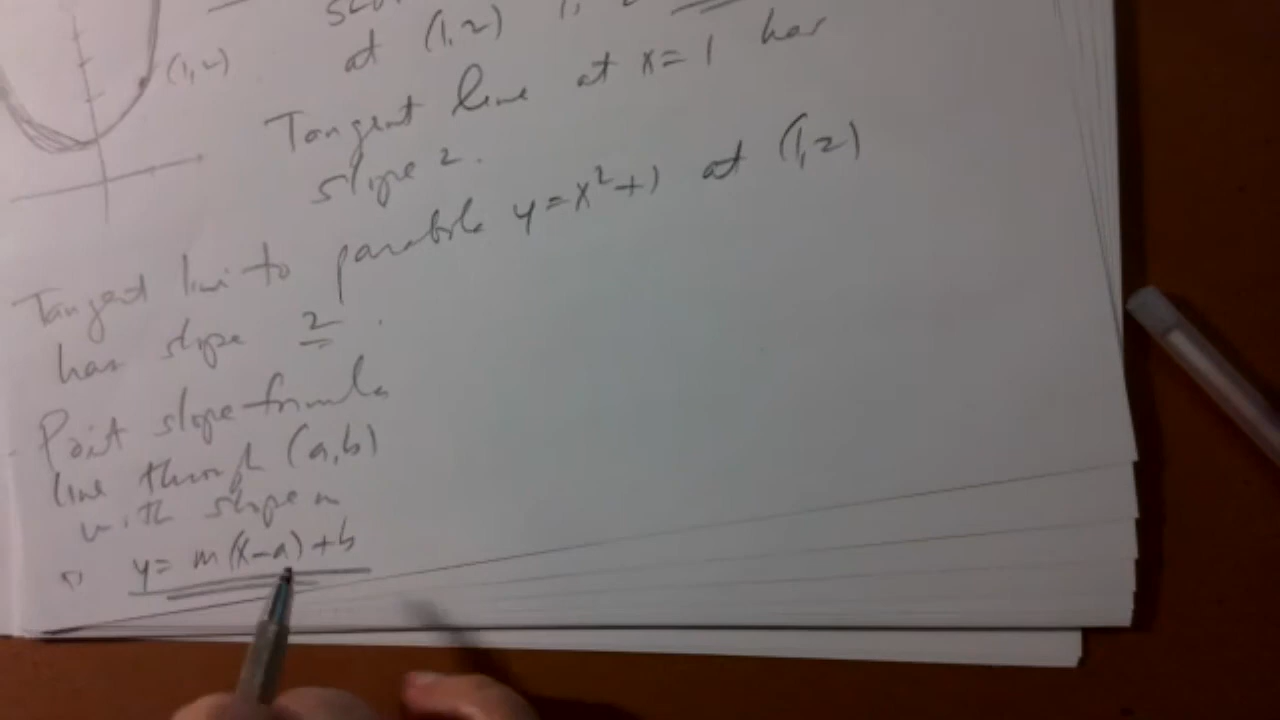 (1,2)
at (1,2)
Tangent line at x=1 has
slope 2.
Tangent line to parabola y=x²+1 at (1,2)
has slope 2.
Point slope formula
line through (a,b)
with slope m
y= m(x-a)+b